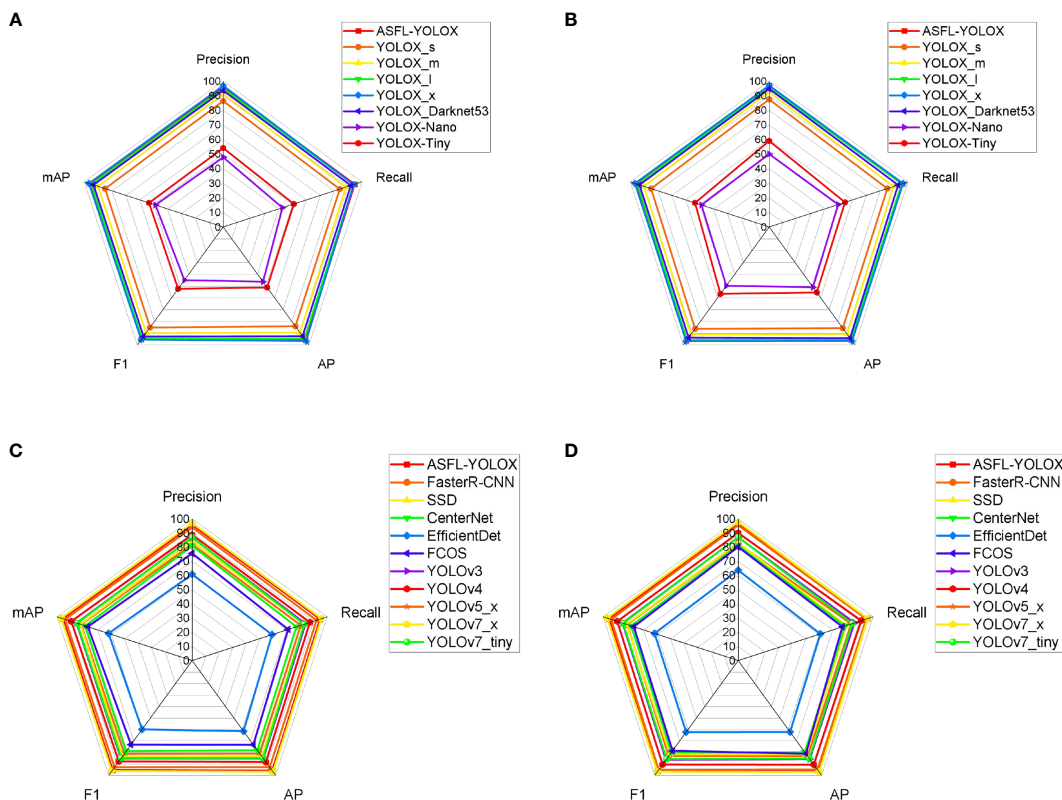 A
ASFL-YOLOX
YOLOX_s
YOLOX_m
YOLOX_l
YOLOX_x
YOLOX_Darknet53
YOLOX-Nano
YOLOX-Tiny
Precision
100
90
80
70
60
50
40
30
20
10
0
mAP
Recall
F1
AP
B
ASFL-YOLOX
YOLOX_s
YOLOX_m
YOLOX_l
YOLOX_x
YOLOX_Darknet53
YOLOX-Nano
YOLOX-Tiny
Precision
100
90
80
70
60
50
40
30
20
10
0
mAP
Recall
F1
AP
C
ASFL-YOLOX
FasterR-CNN
SSD
CenterNet
EfficientDet
FCOS
YOLOv3
YOLOv4
YOLOv5_x
YOLOv7_x
YOLOv7_tiny
Precision
100
90
80
70
60
50
40
30
20
10
0
mAP
Recall
F1
AP
D
ASFL-YOLOX
FasterR-CNN
SSD
CenterNet
EfficientDet
FCOS
YOLOv3
YOLOv4
YOLOv5_x
YOLOv7_x
YOLOv7_tiny
Precision
100
90
80
70
60
50
40
30
20
10
0
mAP
Recall
F1
AP